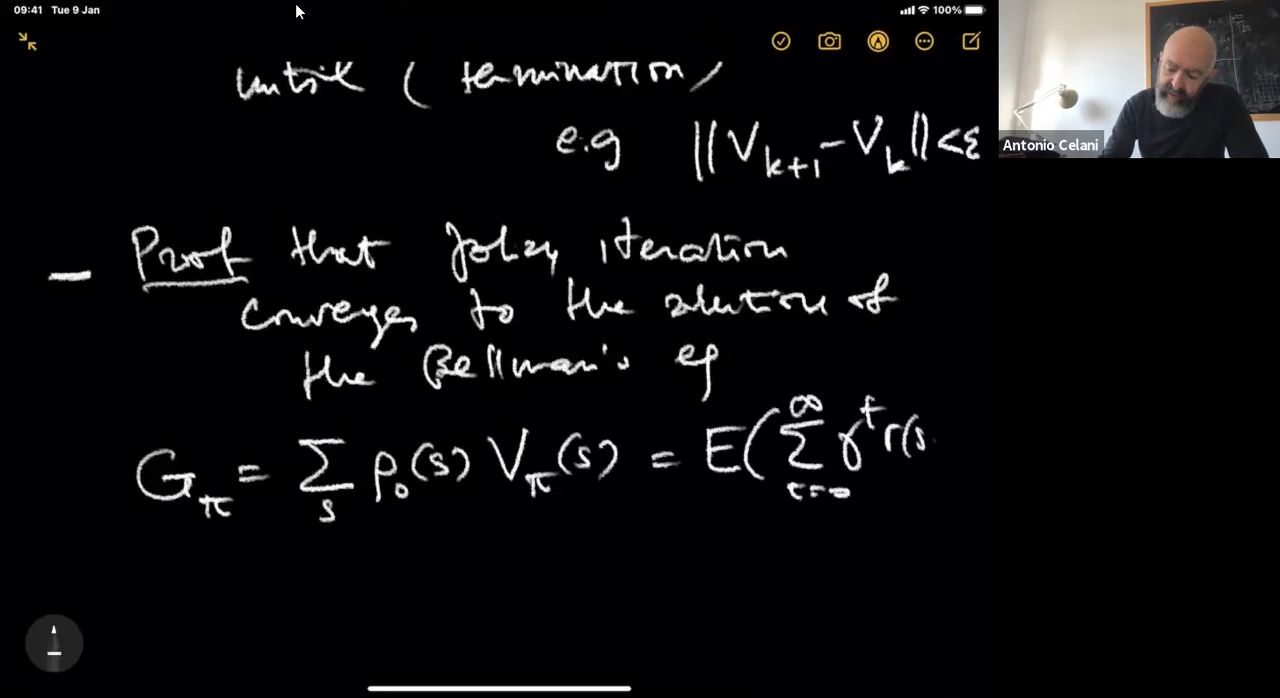 09:41 Tue 9 Jan
100%
until ( termination )
e.g ||V_{k+1} - V_k|| < ε
Antonio Celani
- Proof that policy iteration
converges to the solution of
the Bellman's eq
G_π = Σ_s ρ_0(s) V_π(s) = E( Σ_{t=0}^∞ γ^t r(s